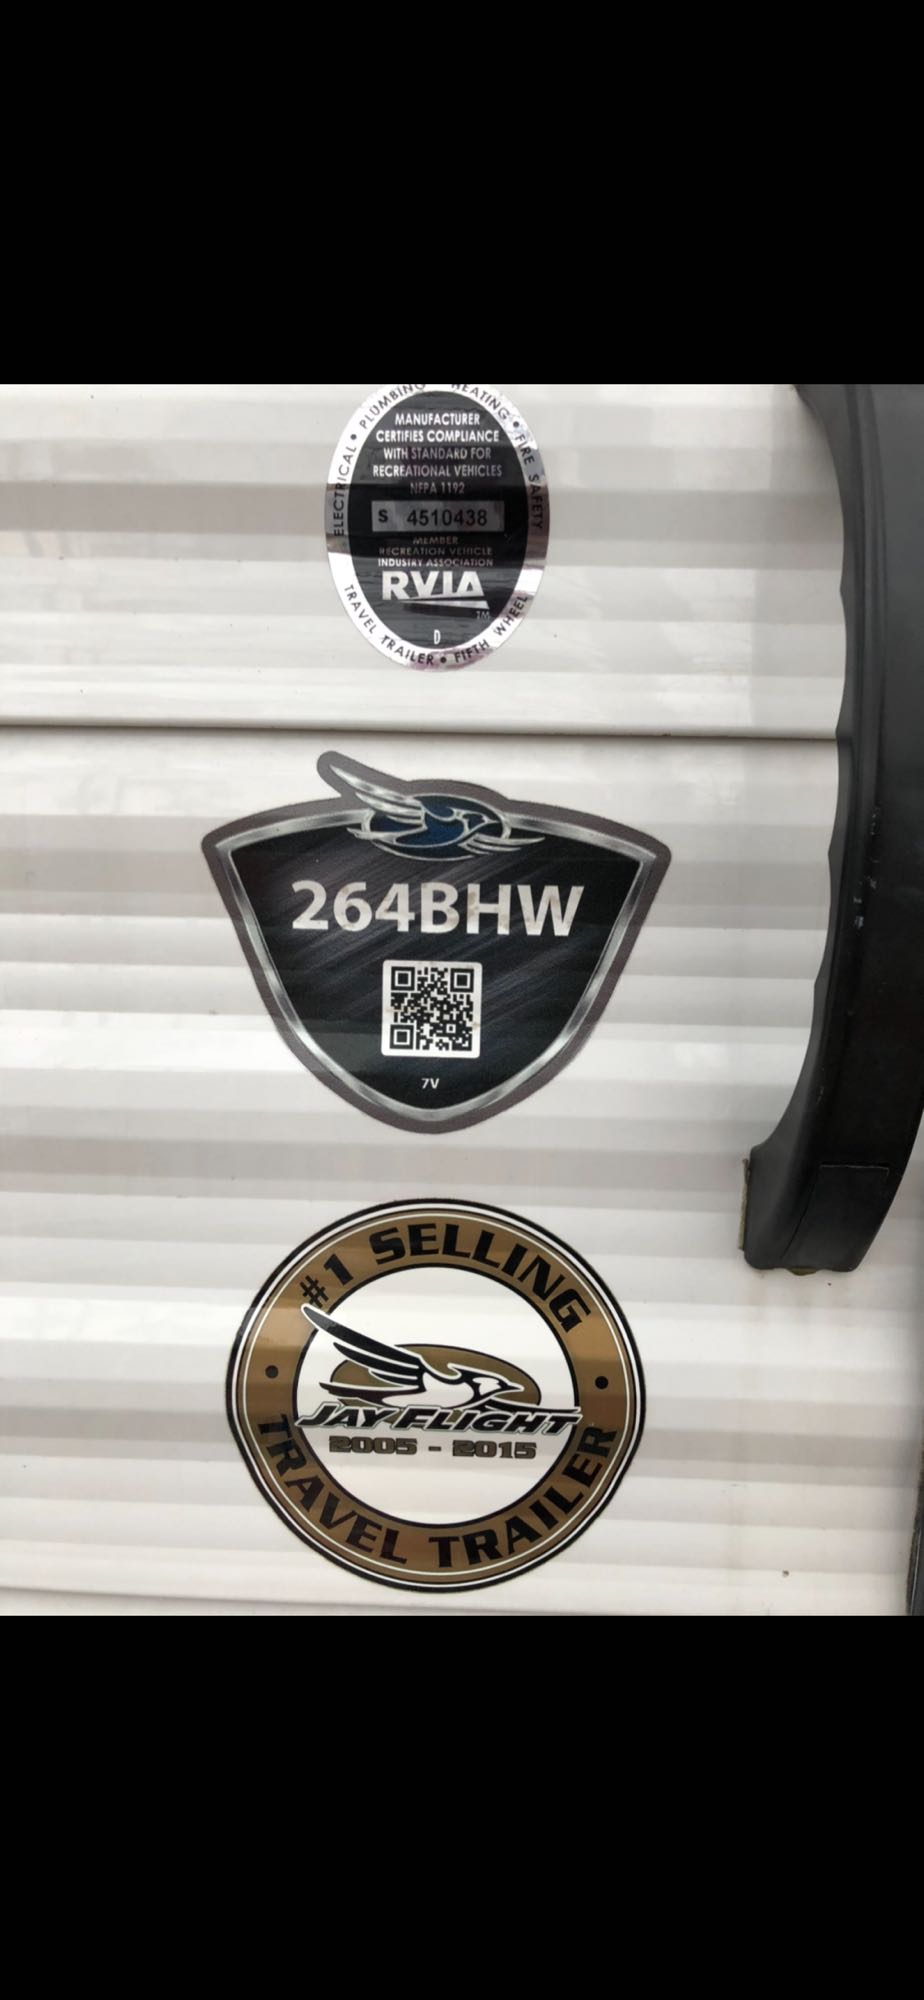 ELECTRICAL • PLUMBING • HEATING • FIRE SAFETY
MANUFACTURER
CERTIFIES COMPLIANCE
WITH STANDARD FOR
RECREATIONAL VEHICLES
NFPA 1192
S 4510438
MEMBER
RECREATION VEHICLE
INDUSTRY ASSOCIATION
RVIA
TM
D
TRAVEL TRAILER • FIFTH WHEEL
264BHW
7V
#1 SELLING
JAY FLIGHT
2005 - 2015
TRAVEL TRAILER